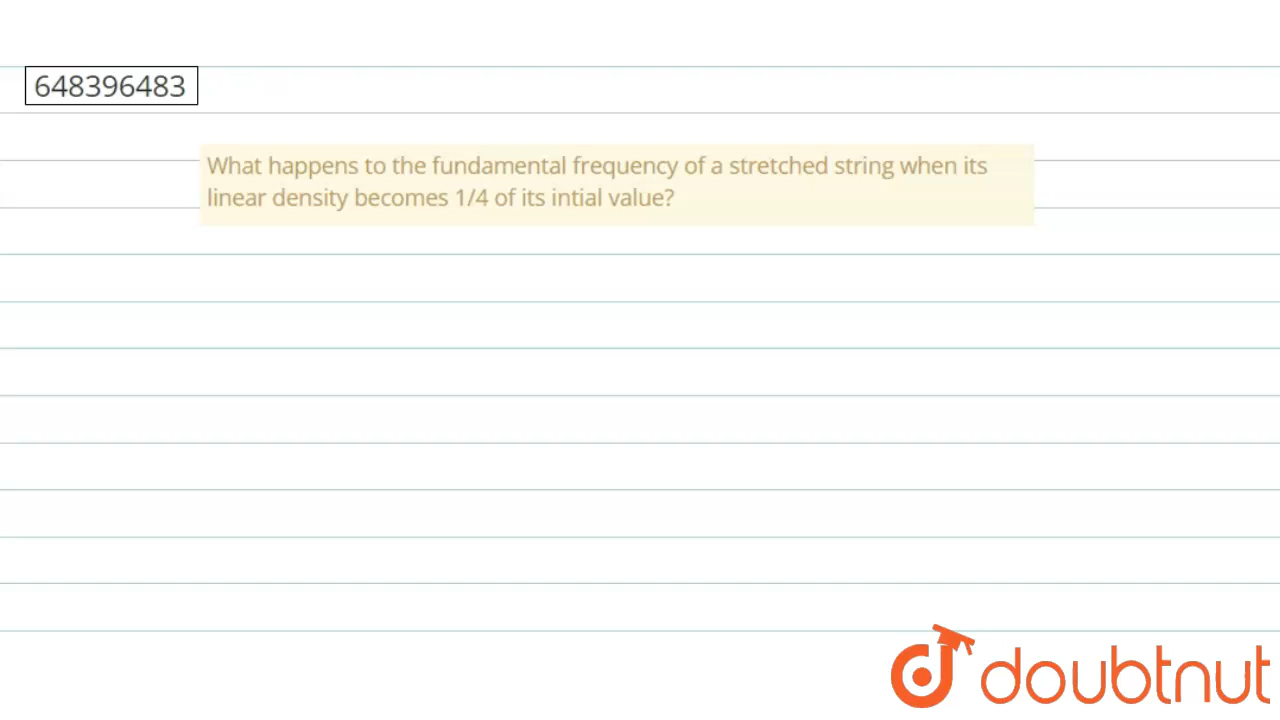 648396483
What happens to the fundamental frequency of a stretched string when its
linear density becomes 1/4 of its intial value?
doubtnut